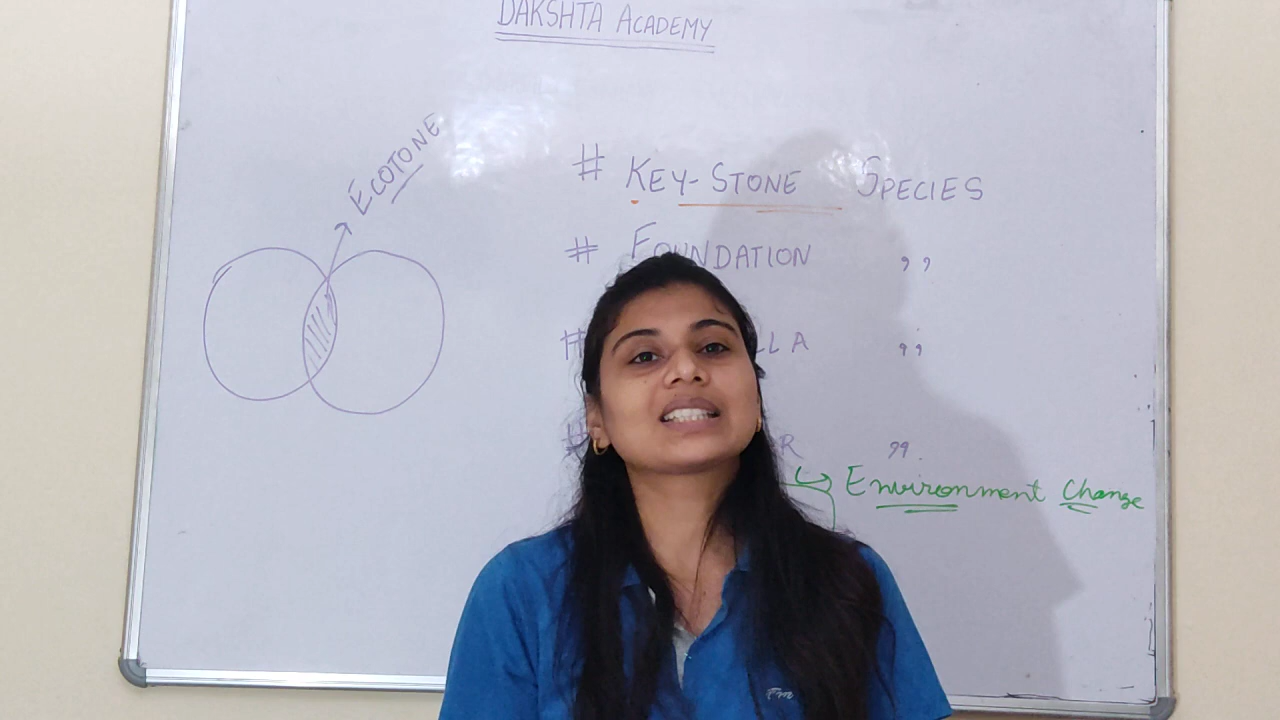 DAKSHTA ACADEMY
ECOTONE
# KEY-STONE SPECIES
# FOUNDATION ,,
# LLA ,,
# R ,,.
Environment Change